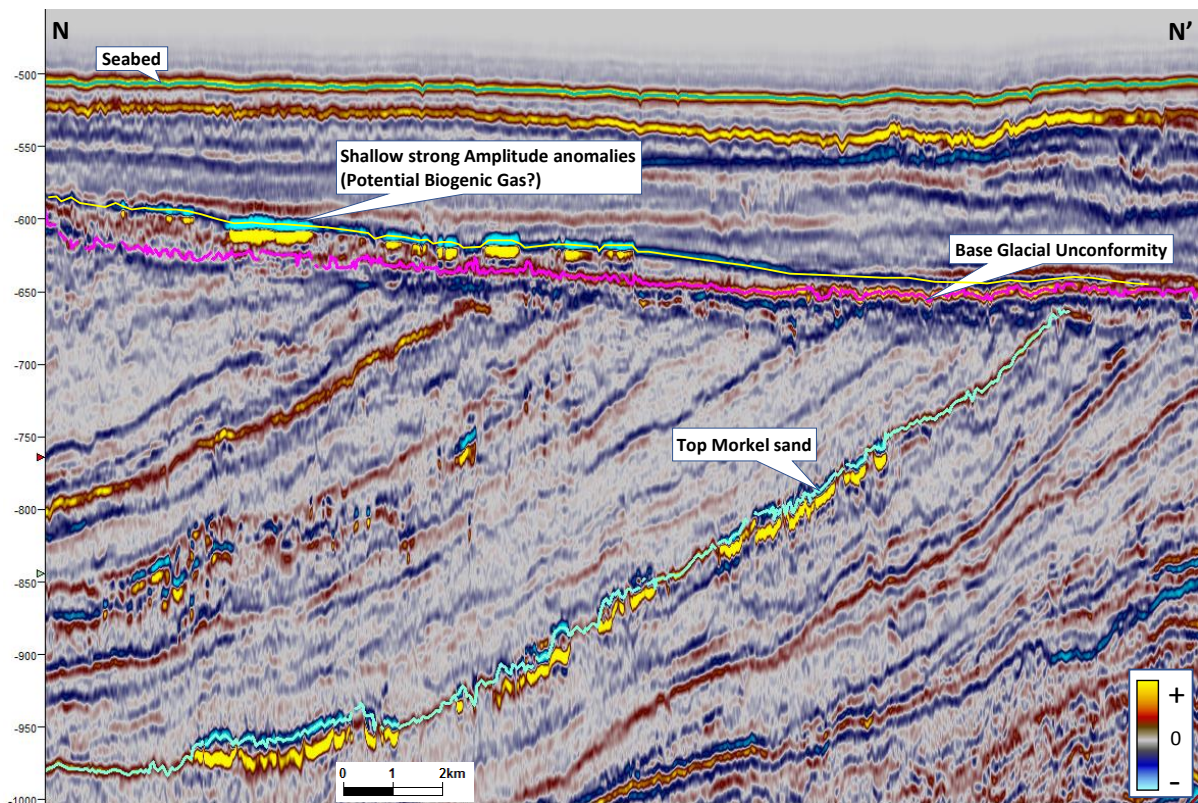 N
N'
Seabed
-500
-550
Shallow strong Amplitude anomalies
(Potential Biogenic Gas?)
-600
Base Glacial Unconformity
-650
-700
Top Morkel sand
-750
-800
-850
-900
-950
-1000
0 1 2km
+
0
-